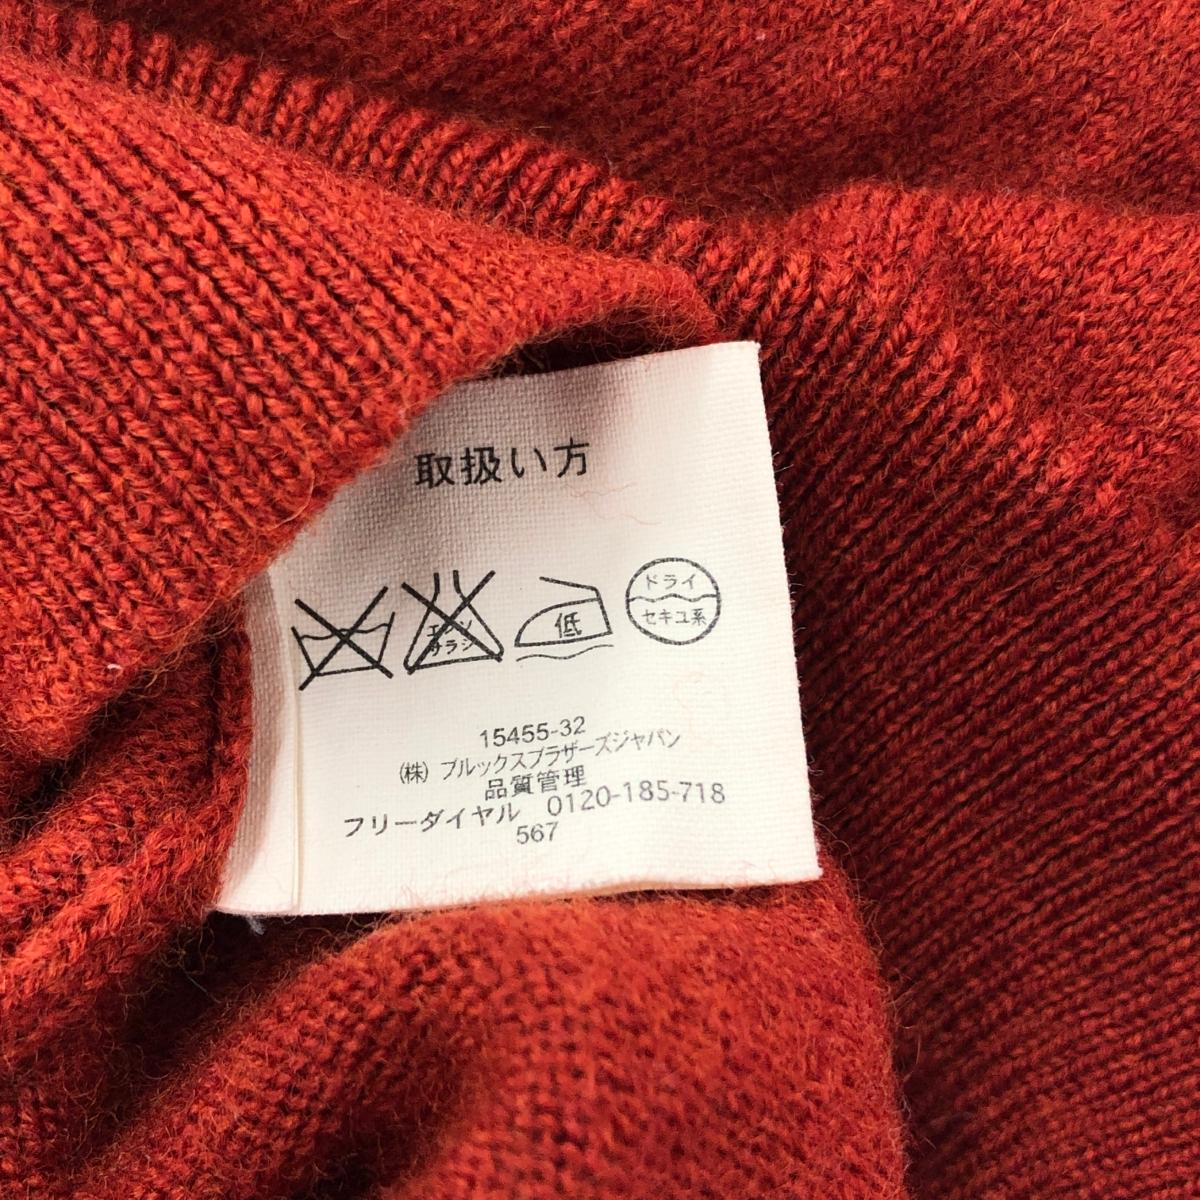 取扱い方
エンソ
サラシ
低
ドライ
セキユ系
15455-32
(株) ブルックスブラザーズジャパン
品質管理
フリーダイヤル 0120-185-718
567